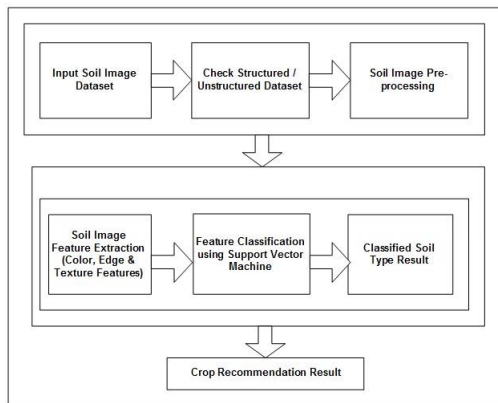 Input Soil Image
Dataset
Check Structured /
Unstructured Dataset
Soil Image Pre-
processing
Soil Image
Feature Extraction
(Color, Edge &
Texture Features)
Feature Classification
using Support Vector
Machine
Classified Soil
Type Result
Crop Recommendation Result